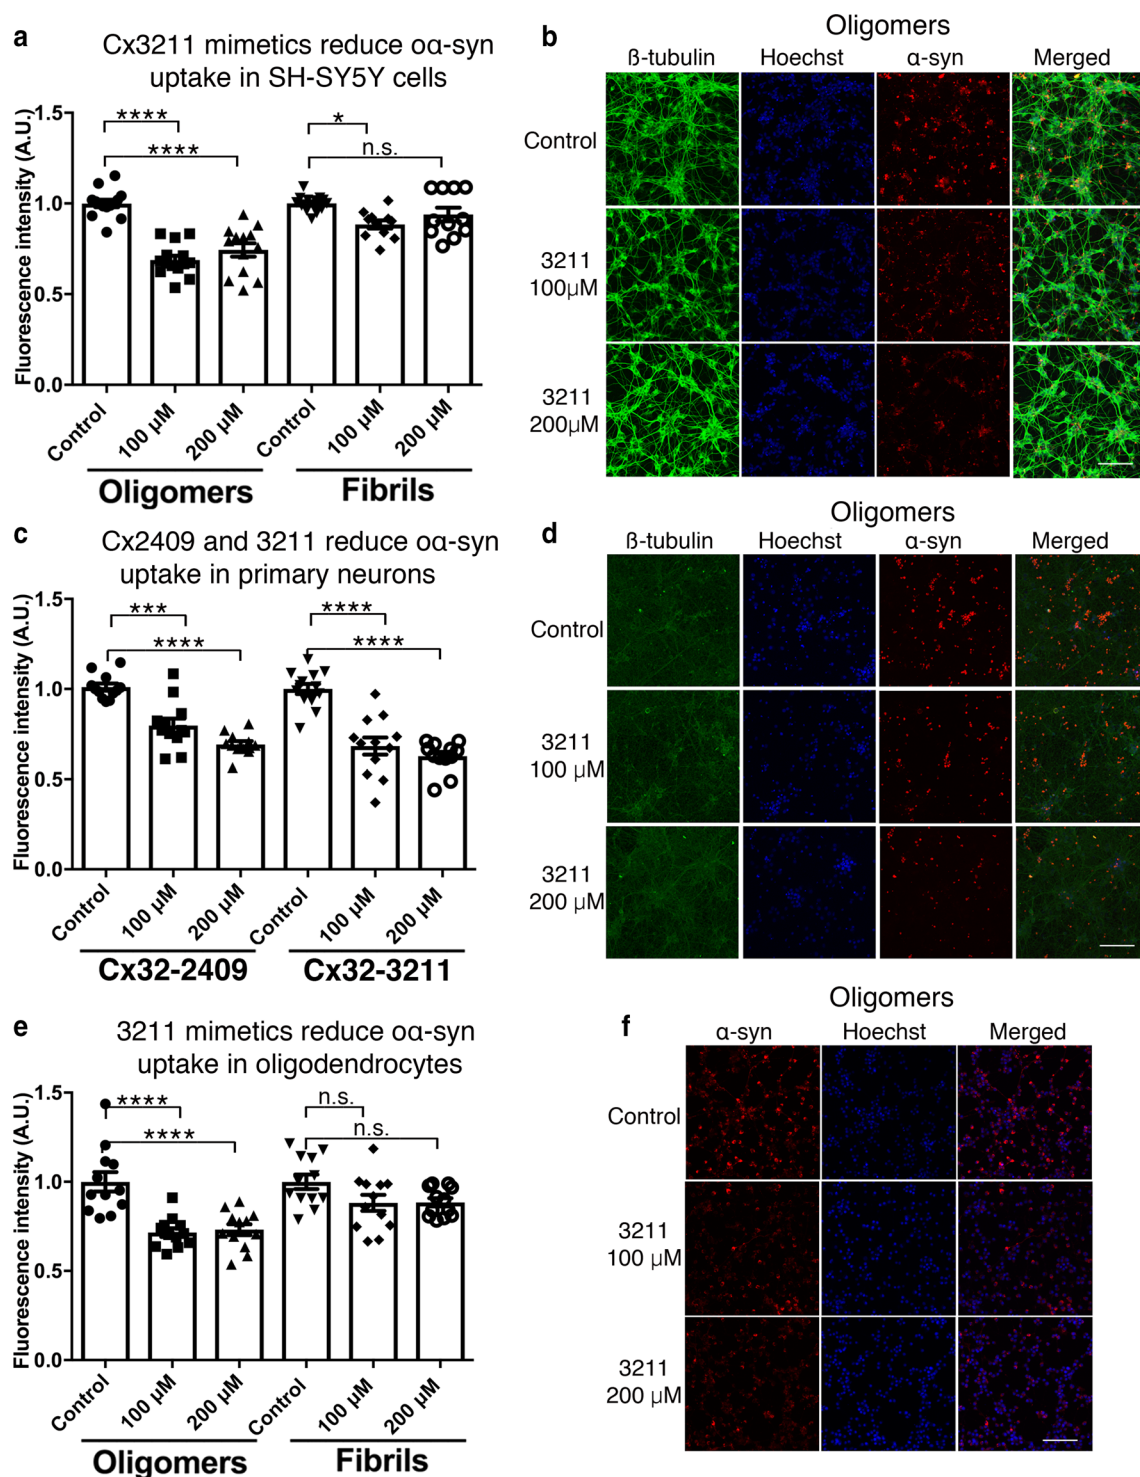 a
Cx3211 mimetics reduce oα-syn
uptake in SH-SY5Y cells
Fluorescence intensity (A.U.)
1.5
1.0
0.5
0.0
****
****
*
n.s.
Control
100 µM
200 µM
Control
100 µM
200 µM
Oligomers
Fibrils
b
Oligomers
ß-tubulin
Hoechst
α-syn
Merged
Control
3211
100µM
3211
200µM
c
Cx2409 and 3211 reduce oα-syn
uptake in primary neurons
Fluorescence intensity (A.U.)
1.5
1.0
0.5
0.0
***
****
****
****
Control
100 µM
200 µM
Control
100 µM
200 µM
Cx32-2409
Cx32-3211
d
Oligomers
ß-tubulin
Hoechst
α-syn
Merged
Control
3211
100 µM
3211
200 µM
e
3211 mimetics reduce oα-syn
uptake in oligodendrocytes
Fluorescence intensity (A.U.)
1.5
1.0
0.5
0.0
****
****
n.s.
n.s.
Control
100 µM
200 µM
Control
100 µM
200 µM
Oligomers
Fibrils
f
Oligomers
α-syn
Hoechst
Merged
Control
3211
100 µM
3211
200 µM